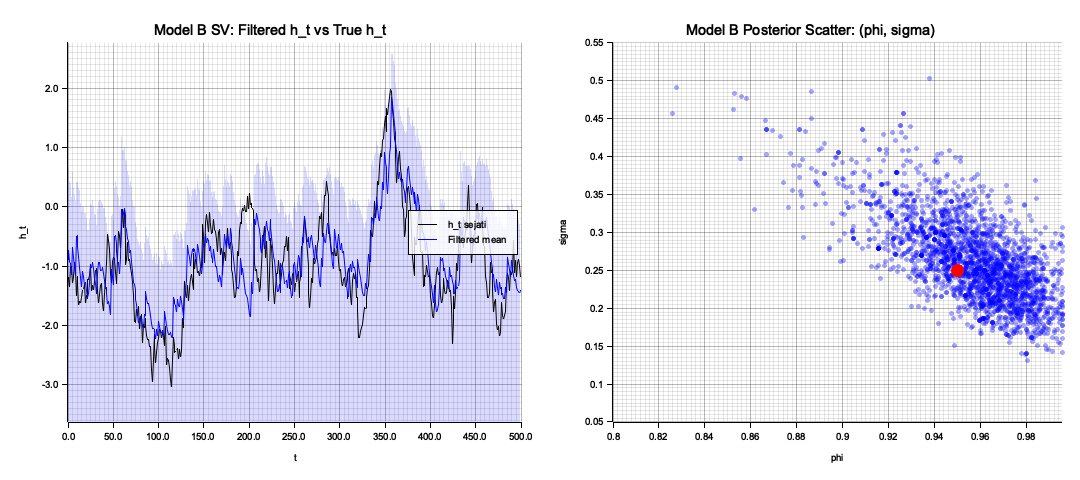 Model B SV: Filtered h_t vs True h_t
2.0
1.0
0.0
-1.0
-2.0
-3.0
h_t
h_t sejati
Filtered mean
0.0 50.0 100.0 150.0 200.0 250.0 300.0 350.0 400.0 450.0 500.0
t
Model B Posterior Scatter: (phi, sigma)
0.55
0.5
0.45
0.4
0.35
0.3
0.25
0.2
0.15
0.1
0.05
sigma
0.8 0.82 0.84 0.86 0.88 0.9 0.92 0.94 0.96 0.98
phi